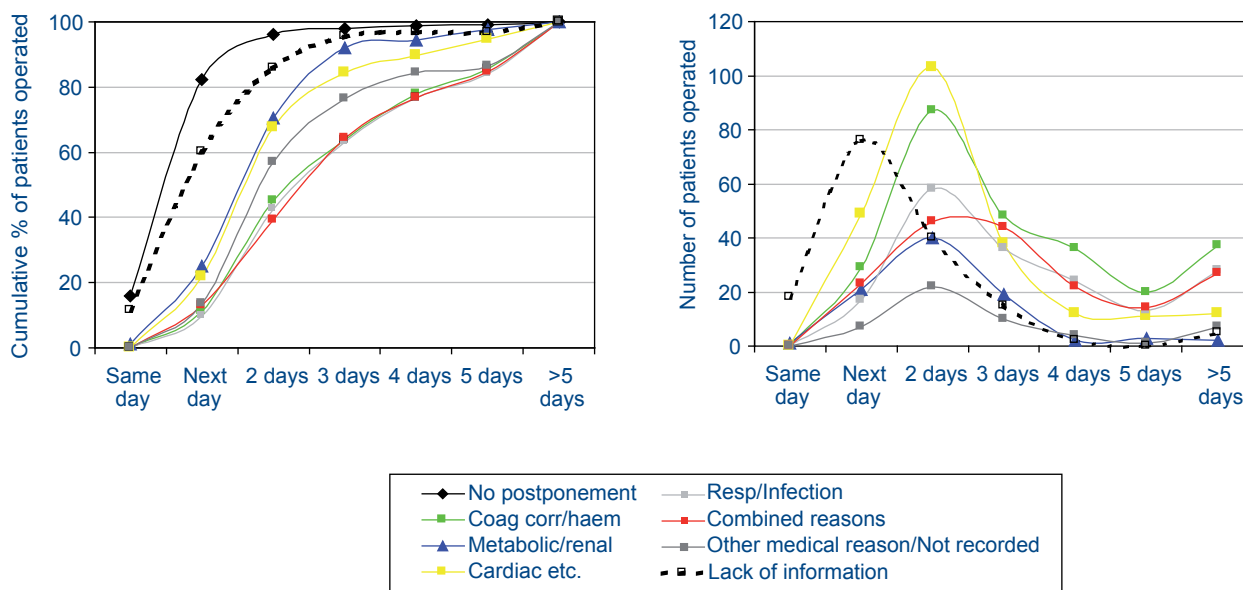 Cumulative % of patients operated
100
80
60
40
20
0
Same day
Next day
2 days
3 days
4 days
5 days
>5 days
Number of patients operated
120
100
80
60
40
20
0
Same day
Next day
2 days
3 days
4 days
5 days
>5 days
No postponement
Coag corr/haem
Metabolic/renal
Cardiac etc.
Resp/Infection
Combined reasons
Other medical reason/Not recorded
Lack of information